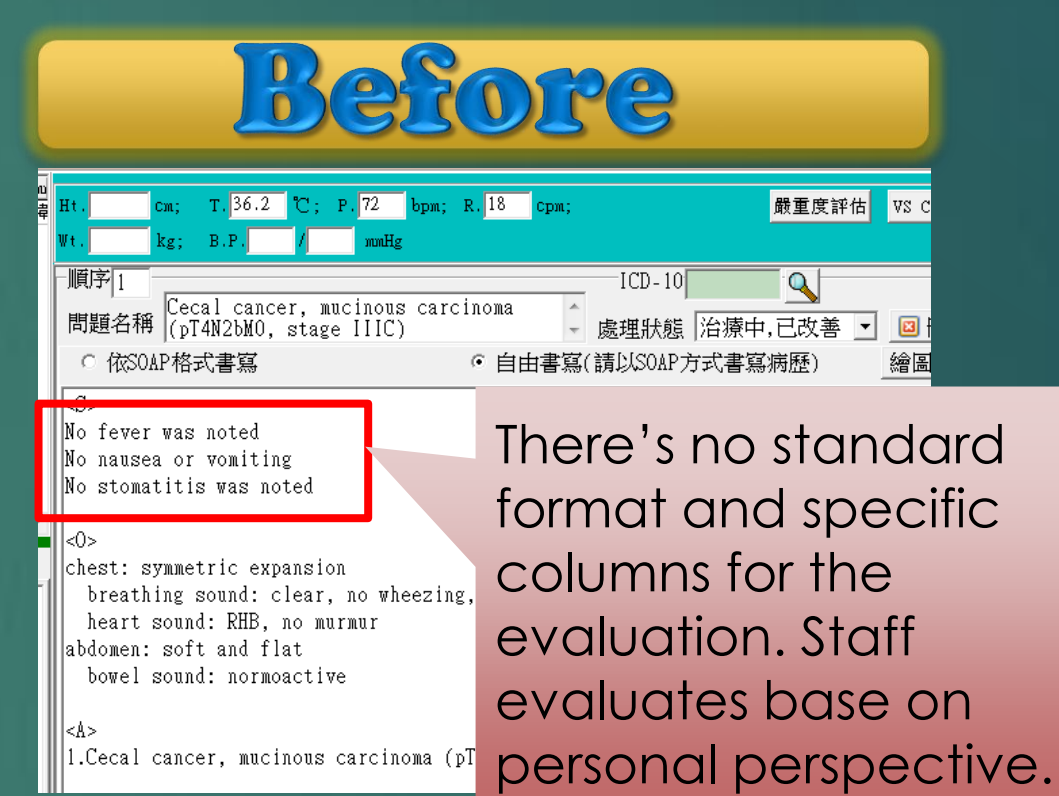 Before
Ht. cm; T. 36.2 ℃; P. 72 bpm; R. 18 cpm; 嚴重度評估 VS C
Wt. kg; B.P. / mmHg
順序 1 ICD-10
問題名稱 Cecal cancer, mucinous carcinoma
(pT4N2bM0, stage IIIC) 處理狀態 治療中,已改善
依SOAP格式書寫 自由書寫(請以SOAP方式書寫病歷) 繪圖
<S>
No fever was noted
No nausea or vomiting
No stomatitis was noted
<O>
chest: symmetric expansion
breathing sound: clear, no wheezing,
heart sound: RHB, no murmur
abdomen: soft and flat
bowel sound: normoactive
<A>
1.Cecal cancer, mucinous carcinoma (pT
There’s no standard
format and specific
columns for the
evaluation. Staff
evaluates base on
personal perspective.